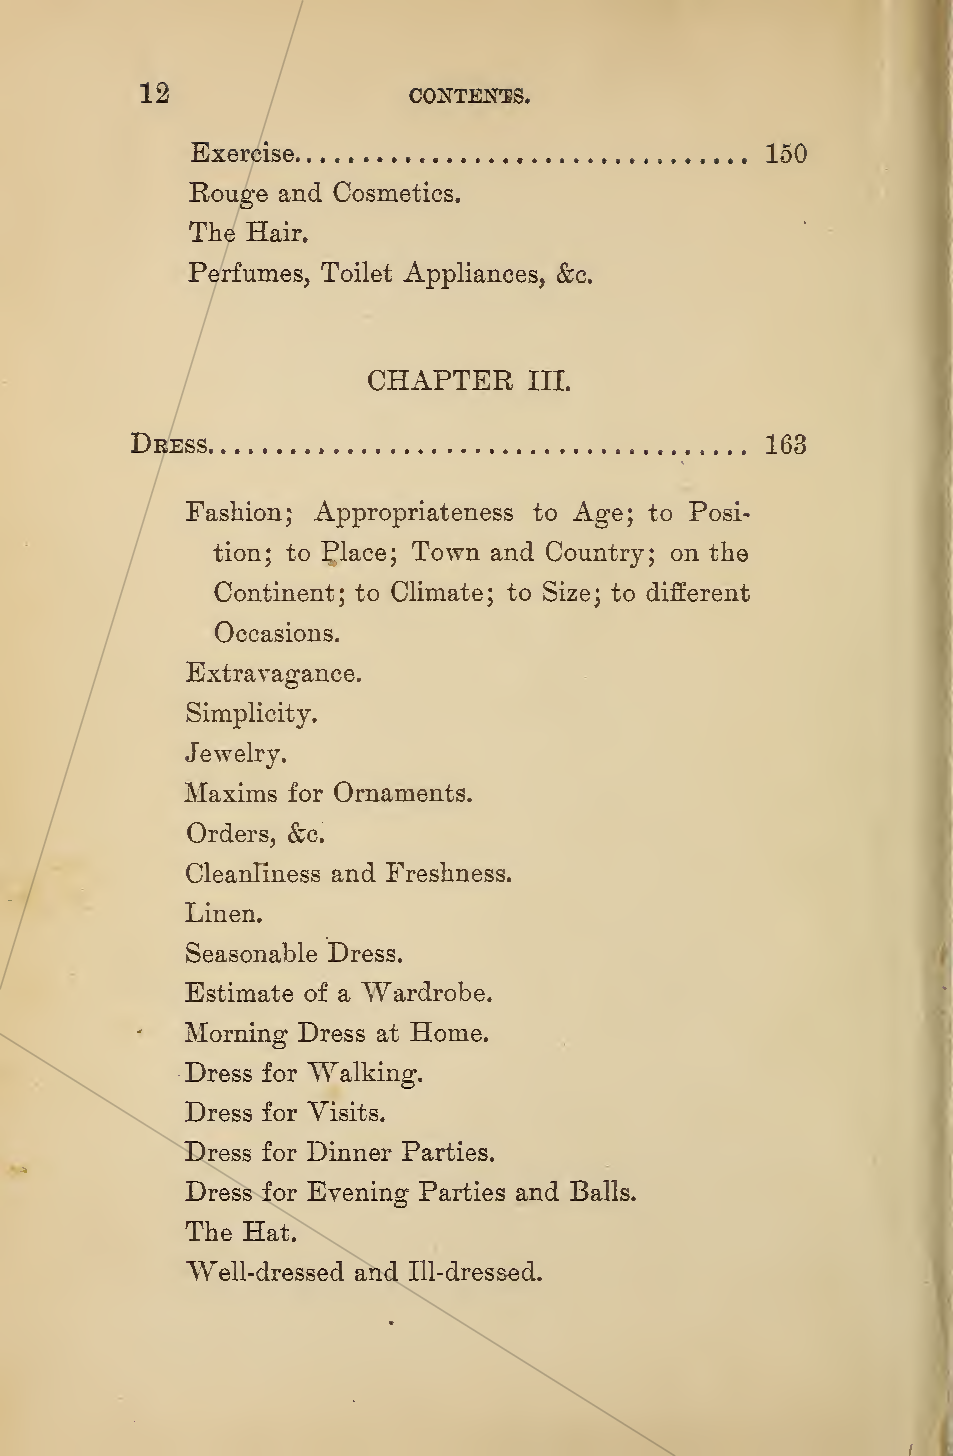 12 CONTENTS.
Exercise................................ 150
Rouge and Cosmetics.
The Hair.
Perfumes, Toilet Appliances, &c.
CHAPTER III.
DRESS...................................... 163
Fashion; Appropriateness to Age; to Posi-
tion; to Place; Town and Country; on the
Continent; to Climate; to Size; to different
Occasions.
Extravagance.
Simplicity.
Jewelry.
Maxims for Ornaments.
Orders, &c.
Cleanliness and Freshness.
Linen.
Seasonable Dress.
Estimate of a Wardrobe.
Morning Dress at Home.
Dress for Walking.
Dress for Visits.
Dress for Dinner Parties.
Dress for Evening Parties and Balls.
The Hat.
Well-dressed and Ill-dressed.